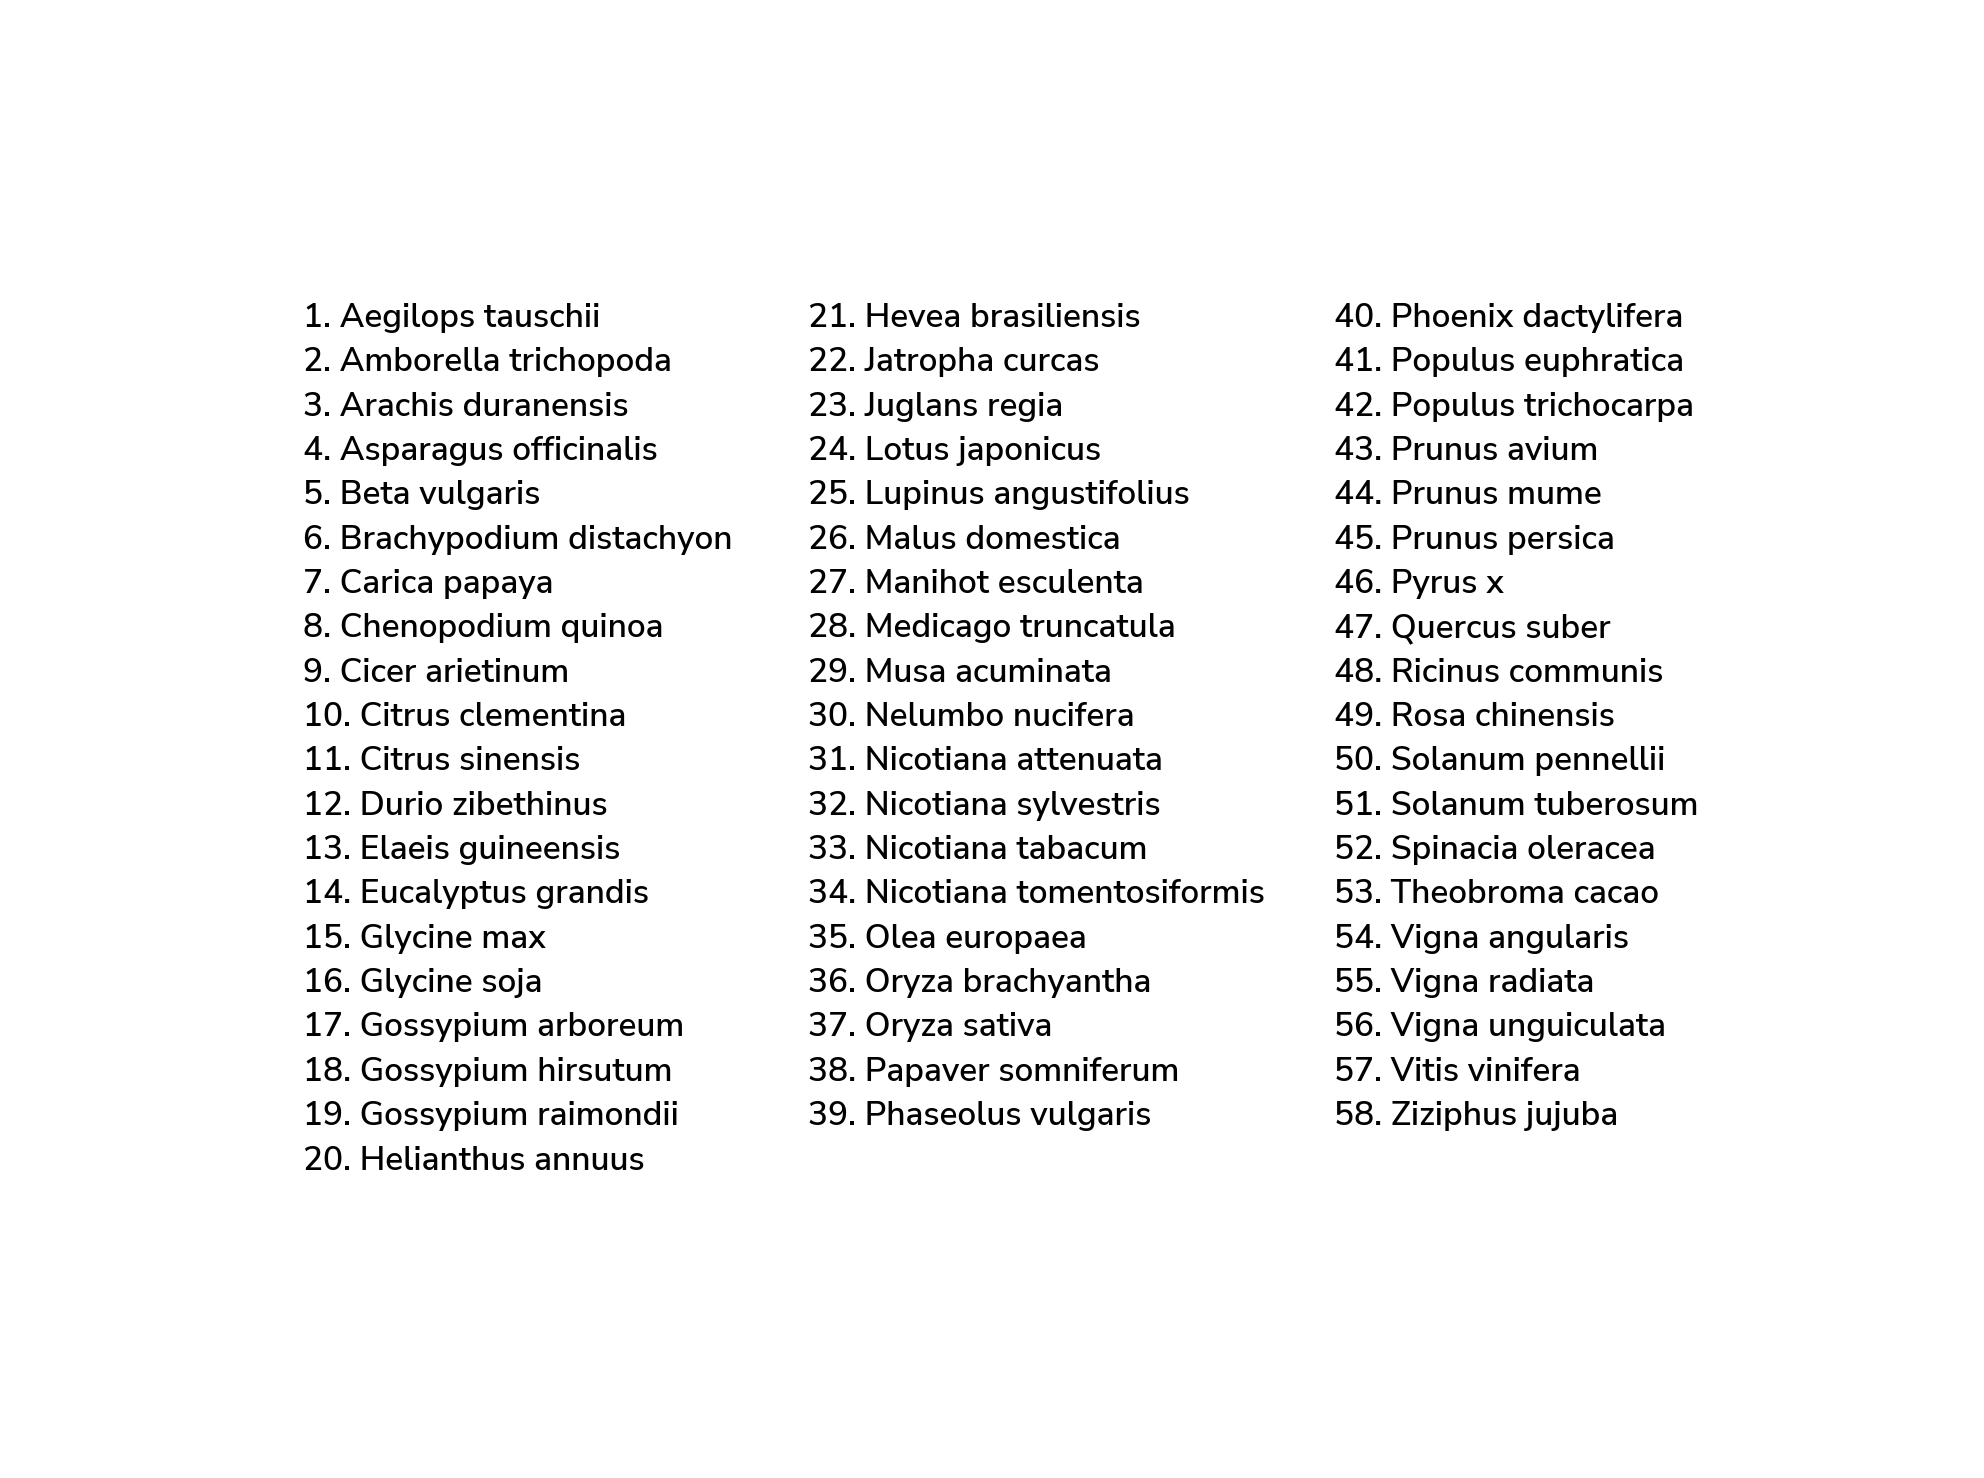 1. Aegilops tauschii
2. Amborella trichopoda
3. Arachis duranensis
4. Asparagus officinalis
5. Beta vulgaris
6. Brachypodium distachyon
7. Carica papaya
8. Chenopodium quinoa
9. Cicer arietinum
10. Citrus clementina
11. Citrus sinensis
12. Durio zibethinus
13. Elaeis guineensis
14. Eucalyptus grandis
15. Glycine max
16. Glycine soja
17. Gossypium arboreum
18. Gossypium hirsutum
19. Gossypium raimondii
20. Helianthus annuus
21. Hevea brasiliensis
22. Jatropha curcas
23. Juglans regia
24. Lotus japonicus
25. Lupinus angustifolius
26. Malus domestica
27. Manihot esculenta
28. Medicago truncatula
29. Musa acuminata
30. Nelumbo nucifera
31. Nicotiana attenuata
32. Nicotiana sylvestris
33. Nicotiana tabacum
34. Nicotiana tomentosiformis
35. Olea europaea
36. Oryza brachyantha
37. Oryza sativa
38. Papaver somniferum
39. Phaseolus vulgaris
40. Phoenix dactylifera
41. Populus euphratica
42. Populus trichocarpa
43. Prunus avium
44. Prunus mume
45. Prunus persica
46. Pyrus x
47. Quercus suber
48. Ricinus communis
49. Rosa chinensis
50. Solanum pennellii
51. Solanum tuberosum
52. Spinacia oleracea
53. Theobroma cacao
54. Vigna angularis
55. Vigna radiata
56. Vigna unguiculata
57. Vitis vinifera
58. Ziziphus jujuba